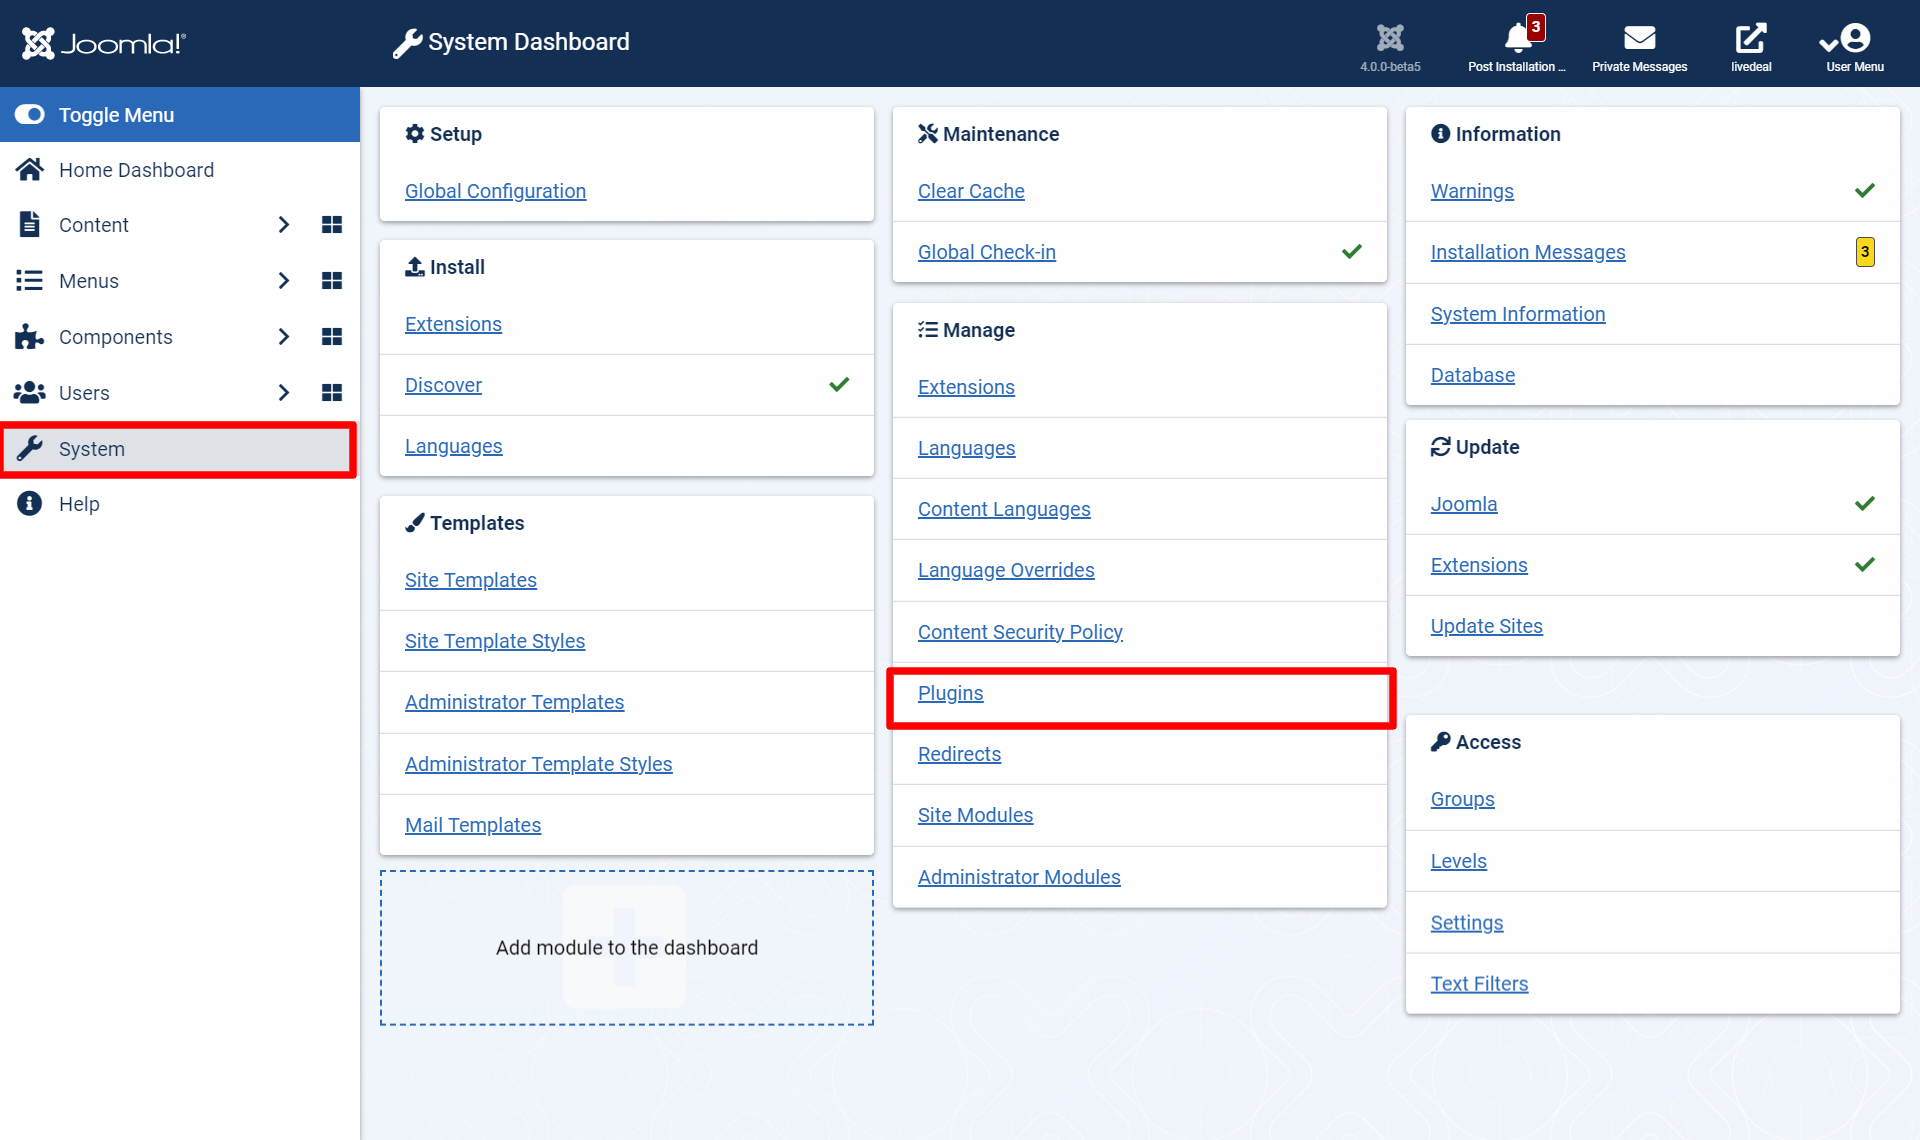 Joomla!®
System Dashboard
4.0.0-beta5
3
Post Installation ...
Private Messages
livedeal
User Menu
Toggle Menu
Home Dashboard
Content
Menus
Components
Users
System
Help
Setup
Global Configuration
Install
Extensions
Discover
Languages
Templates
Site Templates
Site Template Styles
Administrator Templates
Administrator Template Styles
Mail Templates
Add module to the dashboard
Maintenance
Clear Cache
Global Check-in
Manage
Extensions
Languages
Content Languages
Language Overrides
Content Security Policy
Plugins
Redirects
Site Modules
Administrator Modules
Information
Warnings
Installation Messages
3
System Information
Database
Update
Joomla
Extensions
Update Sites
Access
Groups
Levels
Settings
Text Filters